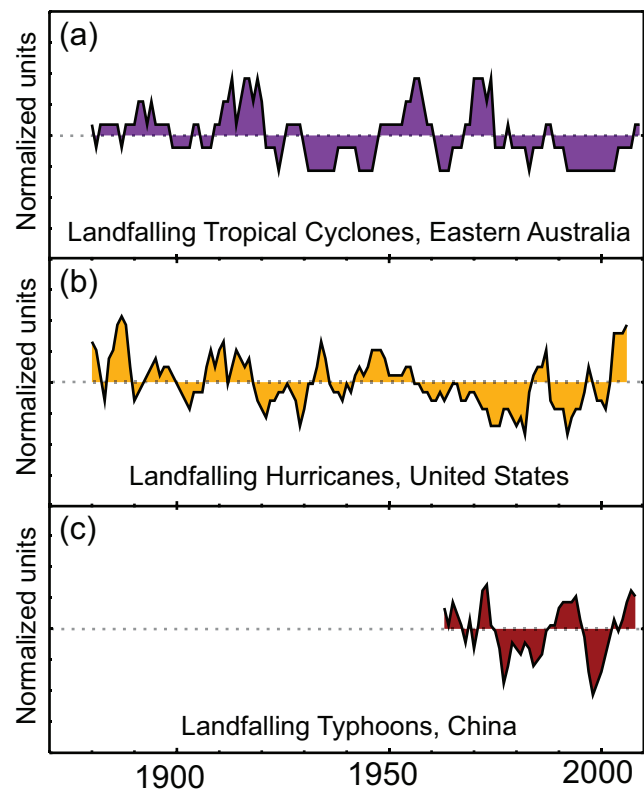 (a)
Normalized units
Landfalling Tropical Cyclones, Eastern Australia
(b)
Normalized units
Landfalling Hurricanes, United States
(c)
Normalized units
Landfalling Typhoons, China
1900 1950 2000